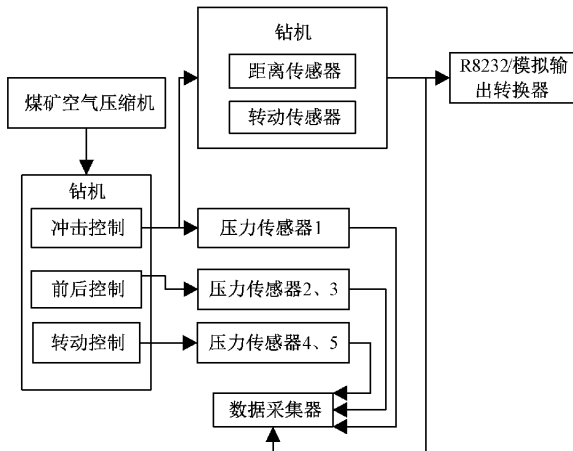 钻机
距离传感器
转动传感器
R8232/模拟输
出转换器
煤矿空气压缩机
钻机
冲击控制
前后控制
转动控制
压力传感器1
压力传感器2、3
压力传感器4、5
数据采集器